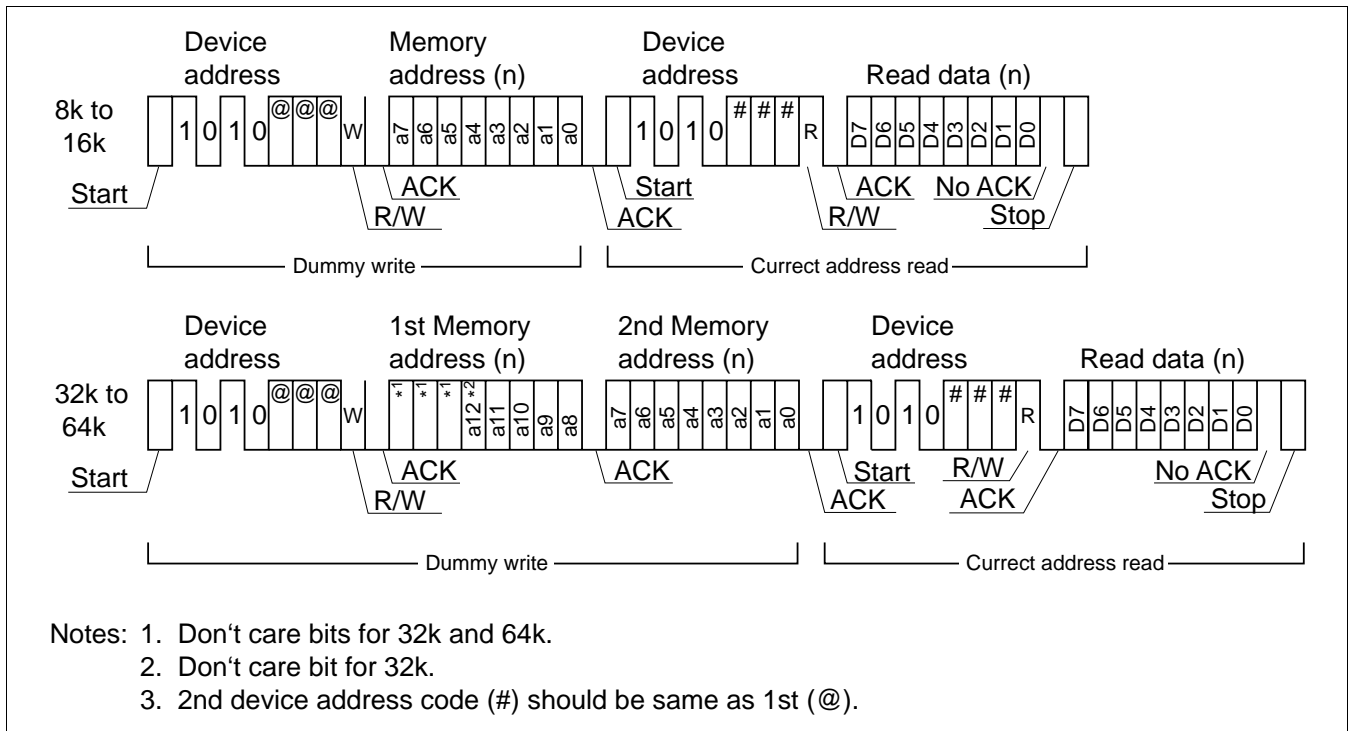 Device address
Memory address (n)
Device address
Read data (n)
8k to 16k
1 0 1 0 @ @ @ W
a7 a6 a5 a4 a3 a2 a1 a0
1 0 1 0 # # # R
D7 D6 D5 D4 D3 D2 D1 D0
Start
R/W
ACK
ACK
Start
R/W
ACK
No ACK
Stop
Dummy write
Currect address read
Device address
1st Memory address (n)
2nd Memory address (n)
Device address
Read data (n)
32k to 64k
1 0 1 0 @ @ @ W
*1 *1 *1 a12*2 a11 a10 a9 a8
a7 a6 a5 a4 a3 a2 a1 a0
1 0 1 0 # # # R
D7 D6 D5 D4 D3 D2 D1 D0
Start
R/W
ACK
ACK
ACK
Start
R/W
ACK
No ACK
Stop
Dummy write
Currect address read
Notes: 1. Don‘t care bits for 32k and 64k.
2. Don‘t care bit for 32k.
3. 2nd device address code (#) should be same as 1st (@).